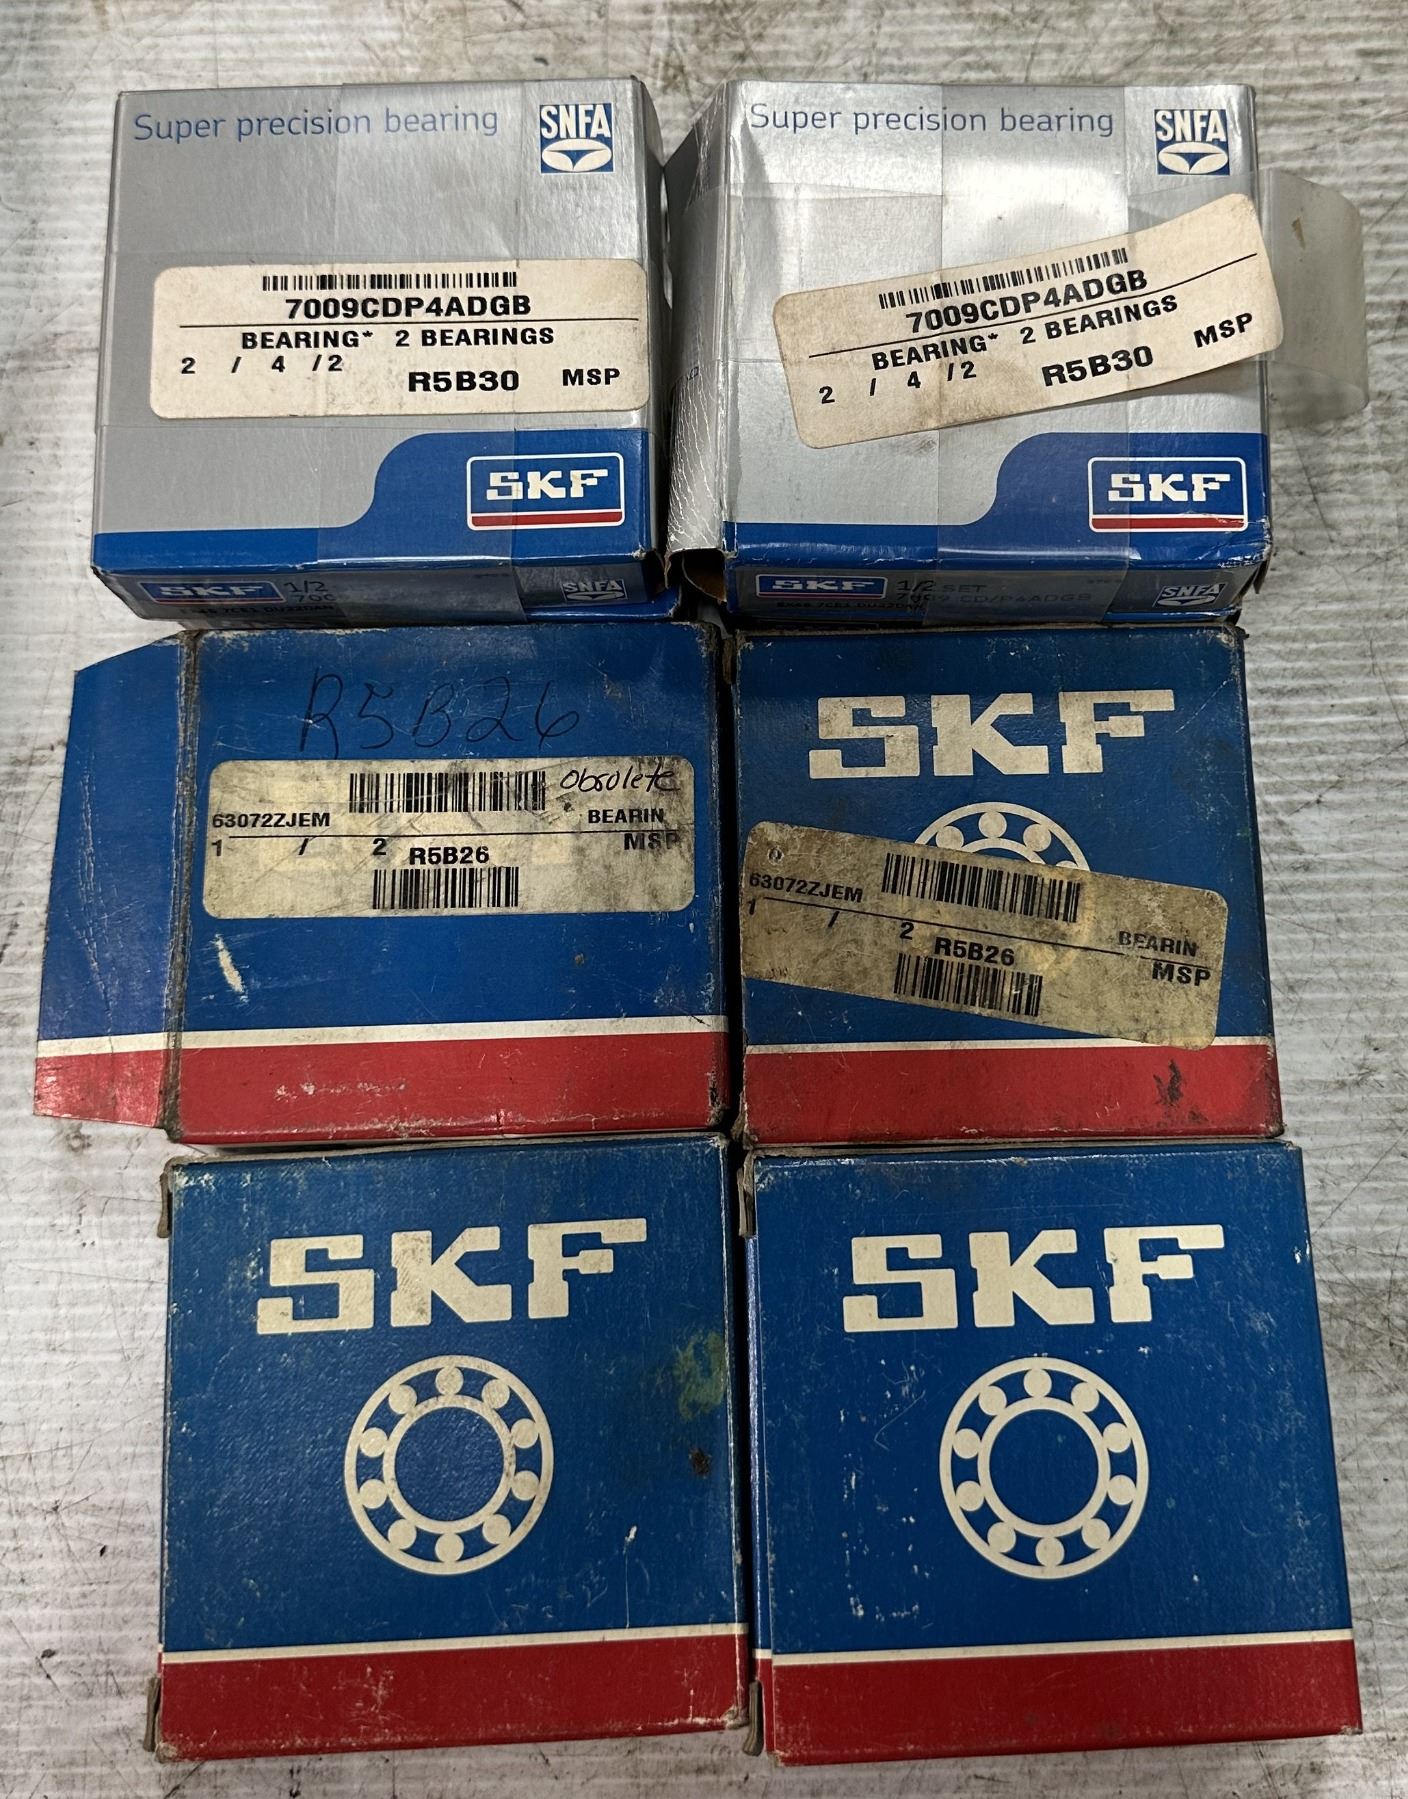 Super precision bearing
SNFA
7009CDP4ADGB
BEARING* 2 BEARINGS
2 / 4 /2
R5B30 MSP
SKF
SKF 1/2
SNFA
Super precision bearing
SNFA
7009CDP4ADGB
BEARING* 2 BEARINGS
2 / 4 /2
R5B30 MSP
SKF
SKF 1/2 SET
7009 CD/P4ADGB
SNFA
R5B26
Obsolete
63072ZJEM BEARIN
1 / 2 R5B26 MSP
SKF
63072ZJEM BEARIN
1 / 2 R5B26 MSP
SKF
SKF